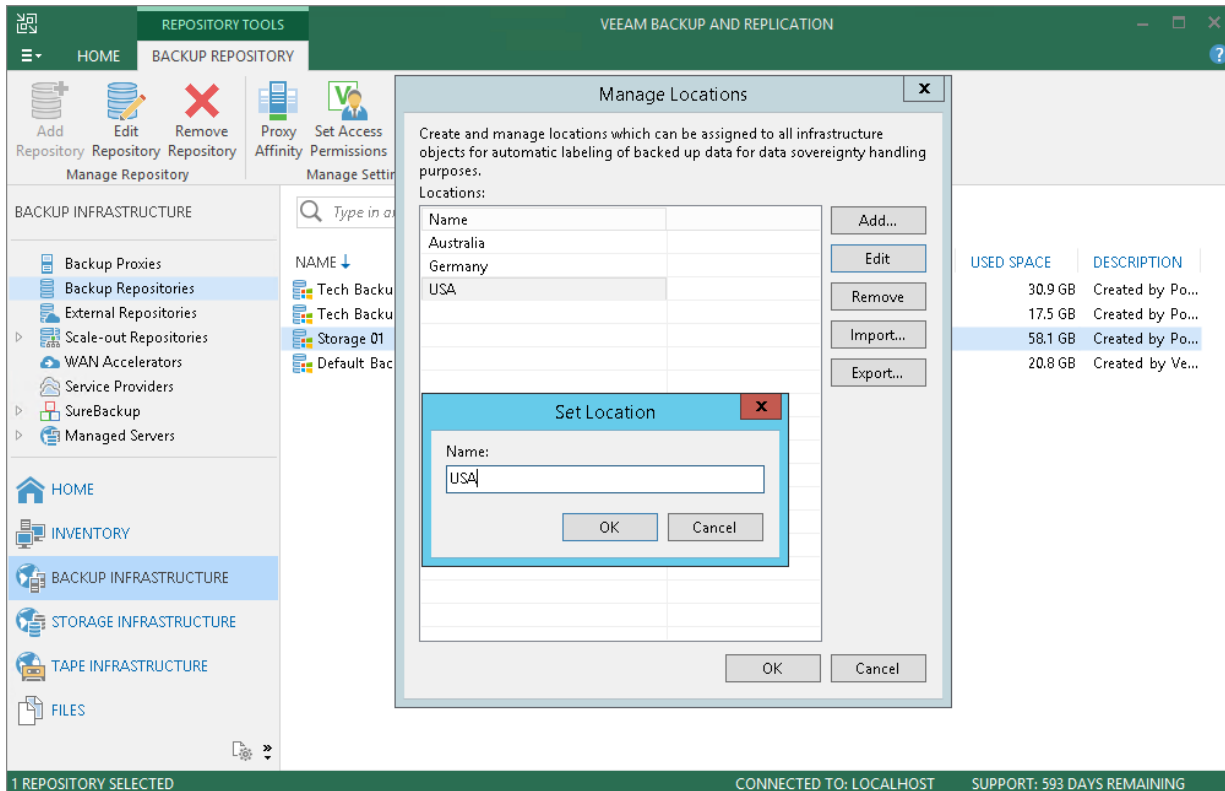 REPOSITORY TOOLS
VEEAM BACKUP AND REPLICATION
HOME
BACKUP REPOSITORY
Add Repository
Edit Repository
Remove Repository
Manage Repository
Proxy Affinity
Set Access Permissions
BACKUP INFRASTRUCTURE
Backup Proxies
Backup Repositories
External Repositories
Scale-out Repositories
WAN Accelerators
Service Providers
SureBackup
Managed Servers
HOME
INVENTORY
BACKUP INFRASTRUCTURE
STORAGE INFRASTRUCTURE
TAPE INFRASTRUCTURE
FILES
Manage Settin
Type in a
NAME
USED SPACE
DESCRIPTION
Tech Backu
30.9 GB
Created by Po...
Tech Backu
17.5 GB
Created by Po...
Storage 01
58.1 GB
Created by Po...
Default Bac
20.8 GB
Created by Ve...
Manage Locations
Create and manage locations which can be assigned to all infrastructure
objects for automatic labeling of backed up data for data sovereignty handling
purposes.
Locations:
Name
Australia
Germany
USA
Add...
Edit
Remove
Import...
Export...
Set Location
Name:
USA
OK
Cancel
OK
Cancel
1 REPOSITORY SELECTED
CONNECTED TO: LOCALHOST
SUPPORT: 593 DAYS REMAINING